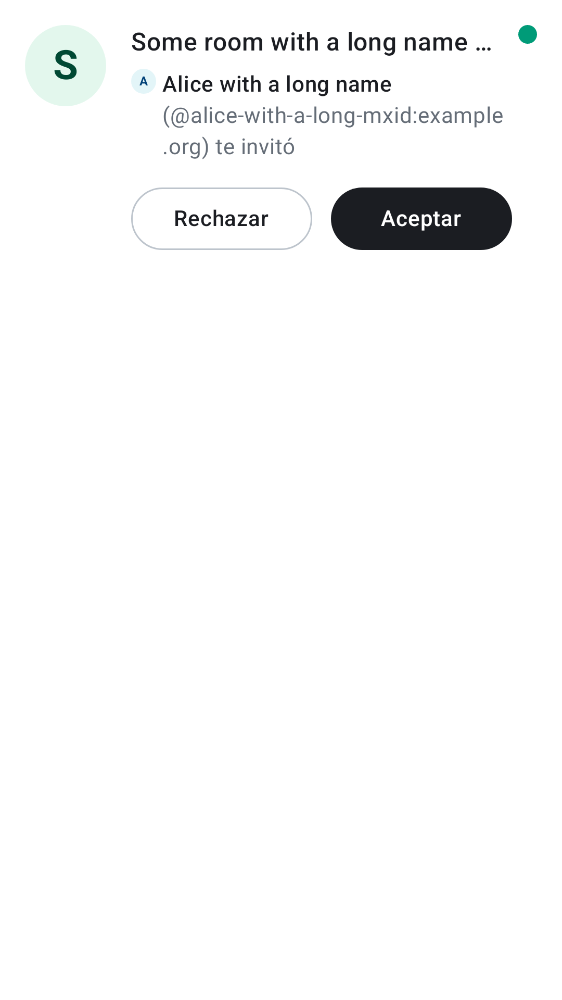 S
Some room with a long name …
A
Alice with a long name
(@alice-with-a-long-mxid:example
.org) te invitó
Rechazar
Aceptar